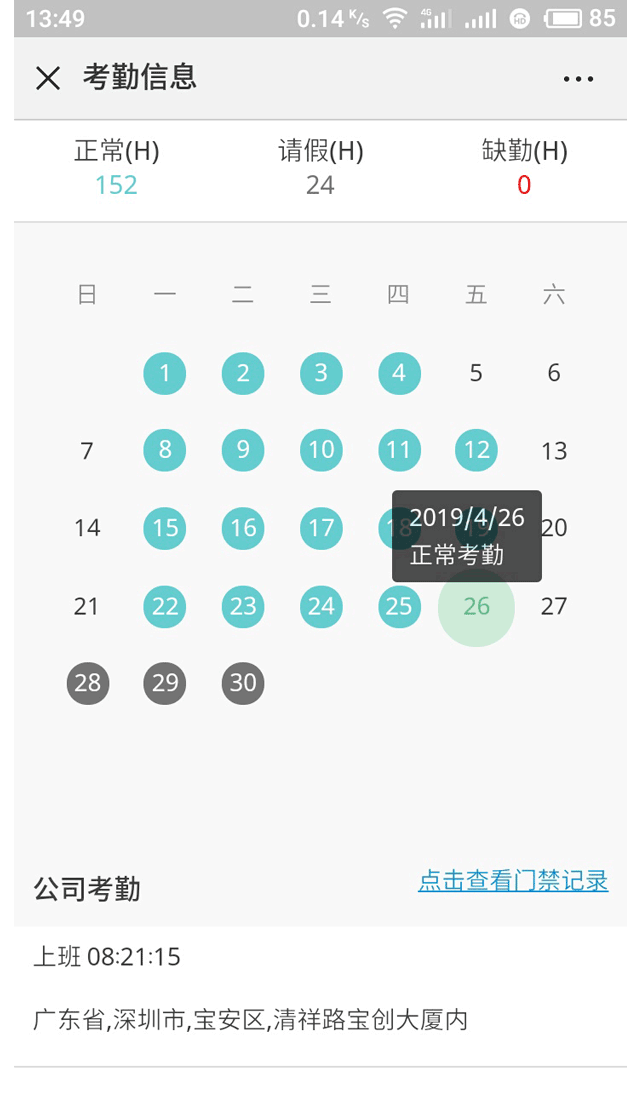 13:49 0.14 K/s 4G HD 85
考勤信息
正常(H) 请假(H) 缺勤(H)
152 24 0
日 一 二 三 四 五 六
1 2 3 4 5 6
7 8 9 10 11 12 13
14 15 16 17 18 19 20
2019/4/26
正常考勤
21 22 23 24 25 26 27
28 29 30
公司考勤 点击查看门禁记录
上班 08:21:15
广东省,深圳市,宝安区,清祥路宝创大厦内